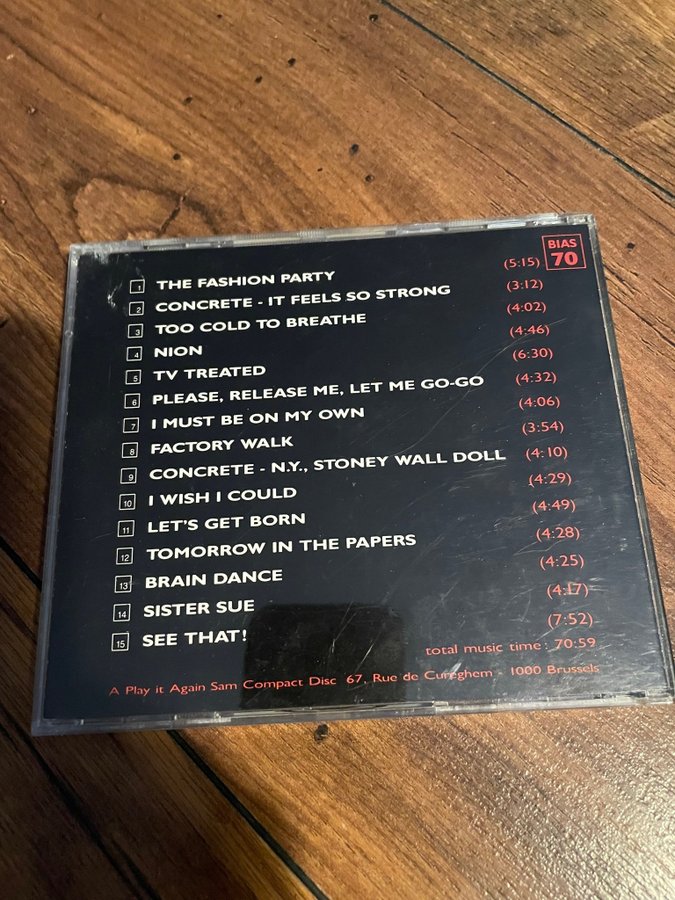 BIAS
70
1 THE FASHION PARTY (5:15)
2 CONCRETE - IT FEELS SO STRONG (3:12)
3 TOO COLD TO BREATHE (4:02)
4 NION (4:46)
5 TV TREATED (6:30)
6 PLEASE, RELEASE ME, LET ME GO-GO (4:32)
7 I MUST BE ON MY OWN (4:06)
8 FACTORY WALK (3:54)
9 CONCRETE - N.Y., STONEY WALL DOLL (4:10)
10 I WISH I COULD (4:29)
11 LET'S GET BORN (4:49)
12 TOMORROW IN THE PAPERS (4:28)
13 BRAIN DANCE (4:25)
14 SISTER SUE (4:17)
15 SEE THAT! (7:52)
total music time: 70:59
A Play it Again Sam Compact Disc 67, Rue de Cureghem - 1000 Brussels